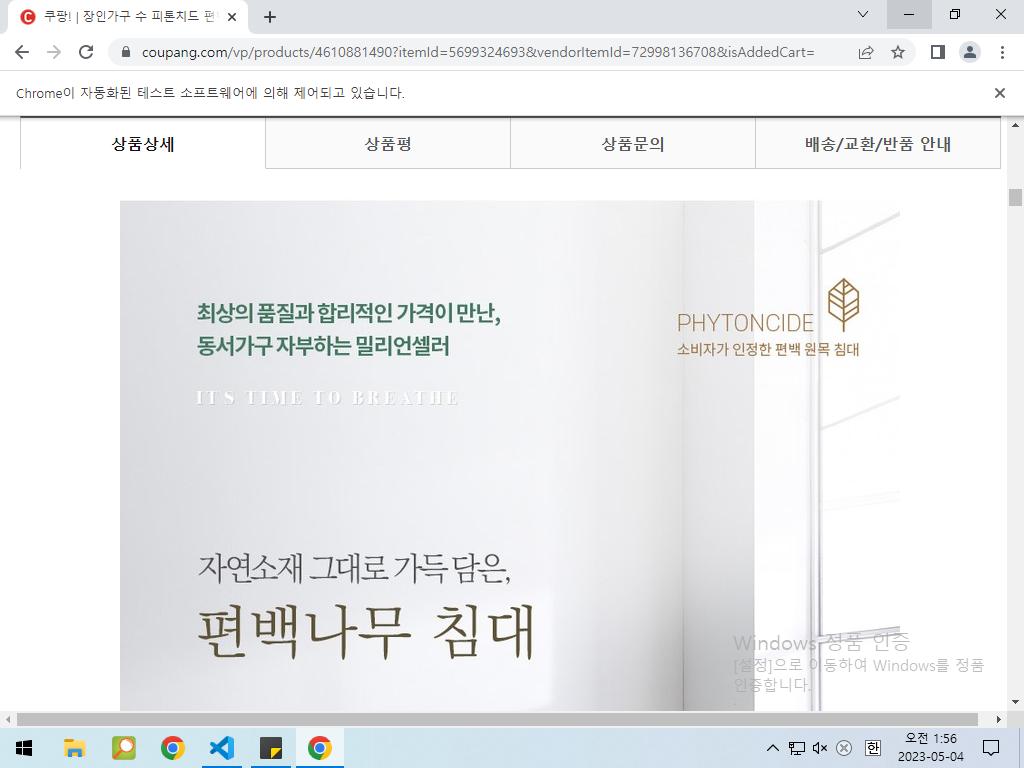 쿠팡! | 장인가구 수 피톤치드 편
coupang.com/vp/products/4610881490?itemId=5699324693&vendorItemId=72998136708&isAddedCart=
Chrome이 자동화된 테스트 소프트웨어에 의해 제어되고 있습니다.
상품상세
상품평
상품문의
배송/교환/반품 안내
최상의 품질과 합리적인 가격이 만난,
동서가구 자부하는 밀리언셀러
IT'S TIME TO BREATHE
PHYTONCIDE
소비자가 인정한 편백 원목 침대
자연소재 그대로 가득 담은,
편백나무 침대
Windows 정품 인증
[설정]으로 이동하여 Windows를 정품
인증합니다.
한
오전 1:56
2023-05-04